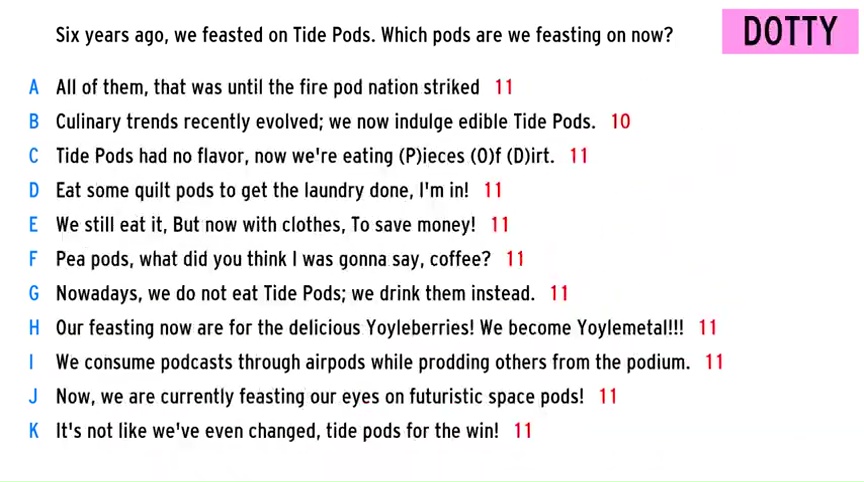 Six years ago, we feasted on Tide Pods. Which pods are we feasting on now?
DOTTY
A All of them, that was until the fire pod nation striked 11
B Culinary trends recently evolved; we now indulge edible Tide Pods. 10
C Tide Pods had no flavor, now we're eating (P)ieces (O)f (D)irt. 11
D Eat some quilt pods to get the laundry done, I'm in! 11
E We still eat it, But now with clothes, To save money! 11
F Pea pods, what did you think I was gonna say, coffee? 11
G Nowadays, we do not eat Tide Pods; we drink them instead. 11
H Our feasting now are for the delicious Yoyleberries! We become Yoylemetal!!! 11
I We consume podcasts through airpods while prodding others from the podium. 11
J Now, we are currently feasting our eyes on futuristic space pods! 11
K It's not like we've even changed, tide pods for the win! 11